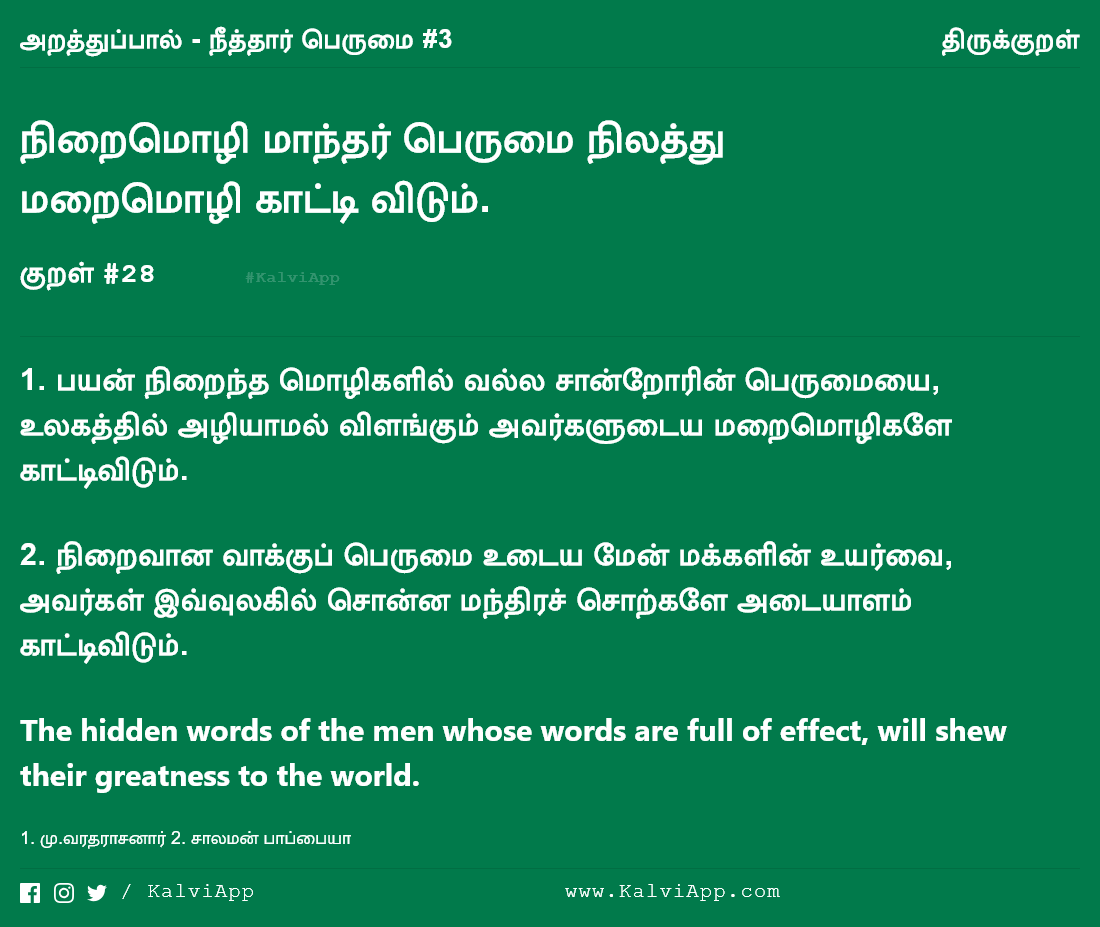 அறத்துப்பால் - நீத்தார் பெருமை #3
திருக்குறள்
நிறைமொழி மாந்தர் பெருமை நிலத்து
மறைமொழி காட்டி விடும்.
குறள் #28
#KalviApp
1. பயன் நிறைந்த மொழிகளில் வல்ல சான்றோரின் பெருமையை,
உலகத்தில் அழியாமல் விளங்கும் அவர்களுடைய மறைமொழிகளே
காட்டிவிடும்.
2. நிறைவான வாக்குப் பெருமை உடைய மேன் மக்களின் உயர்வை,
அவர்கள் இவ்வுலகில் சொன்ன மந்திரச் சொற்களே அடையாளம்
காட்டிவிடும்.
The hidden words of the men whose words are full of effect, will shew
their greatness to the world.
1. மு.வரதராசனார் 2. சாலமன் பாப்பையா
/ KalviApp
www.KalviApp.com